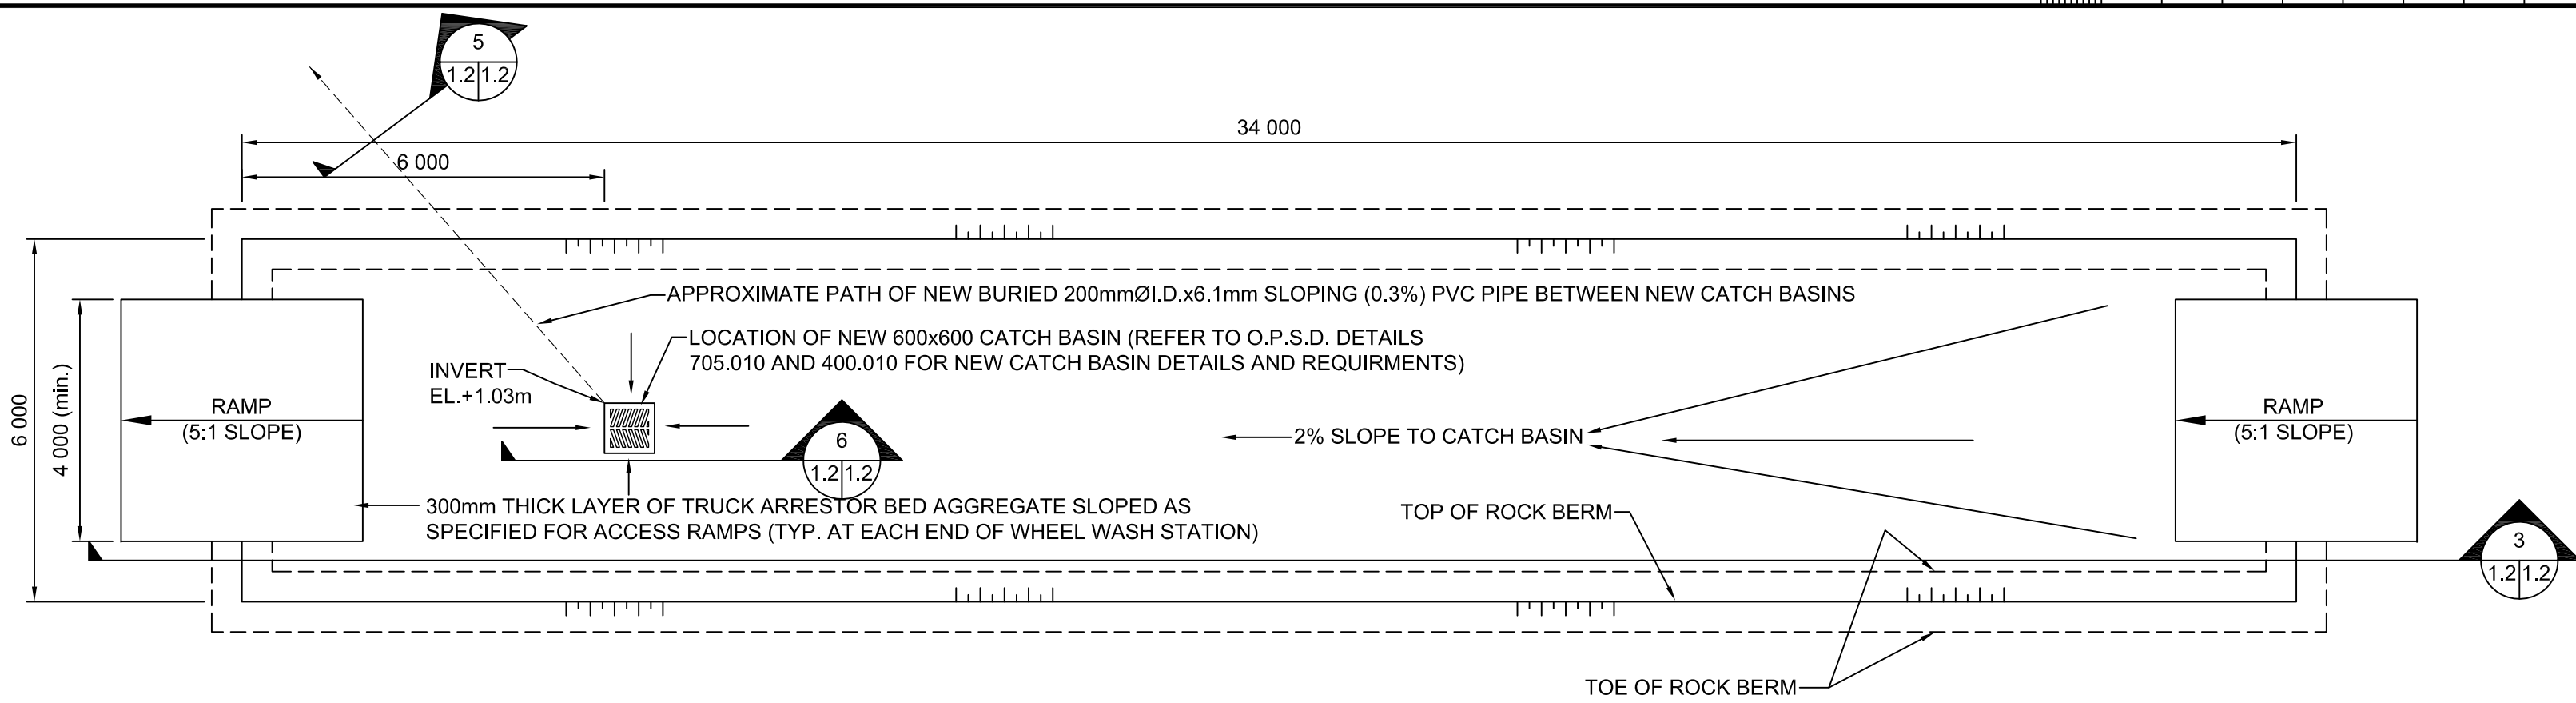 5
1.2 1.2
34 000
6 000
APPROXIMATE PATH OF NEW BURIED 200mmØI.D.x6.1mm SLOPING (0.3%) PVC PIPE BETWEEN NEW CATCH BASINS
LOCATION OF NEW 600x600 CATCH BASIN (REFER TO O.P.S.D. DETAILS
705.010 AND 400.010 FOR NEW CATCH BASIN DETAILS AND REQUIRMENTS)
INVERT
EL.+1.03m
6 000
4 000 (min.)
RAMP
(5:1 SLOPE)
6
1.2 1.2
2% SLOPE TO CATCH BASIN
RAMP
(5:1 SLOPE)
300mm THICK LAYER OF TRUCK ARRESTOR BED AGGREGATE SLOPED AS
SPECIFIED FOR ACCESS RAMPS (TYP. AT EACH END OF WHEEL WASH STATION)
TOP OF ROCK BERM
3
1.2 1.2
TOE OF ROCK BERM